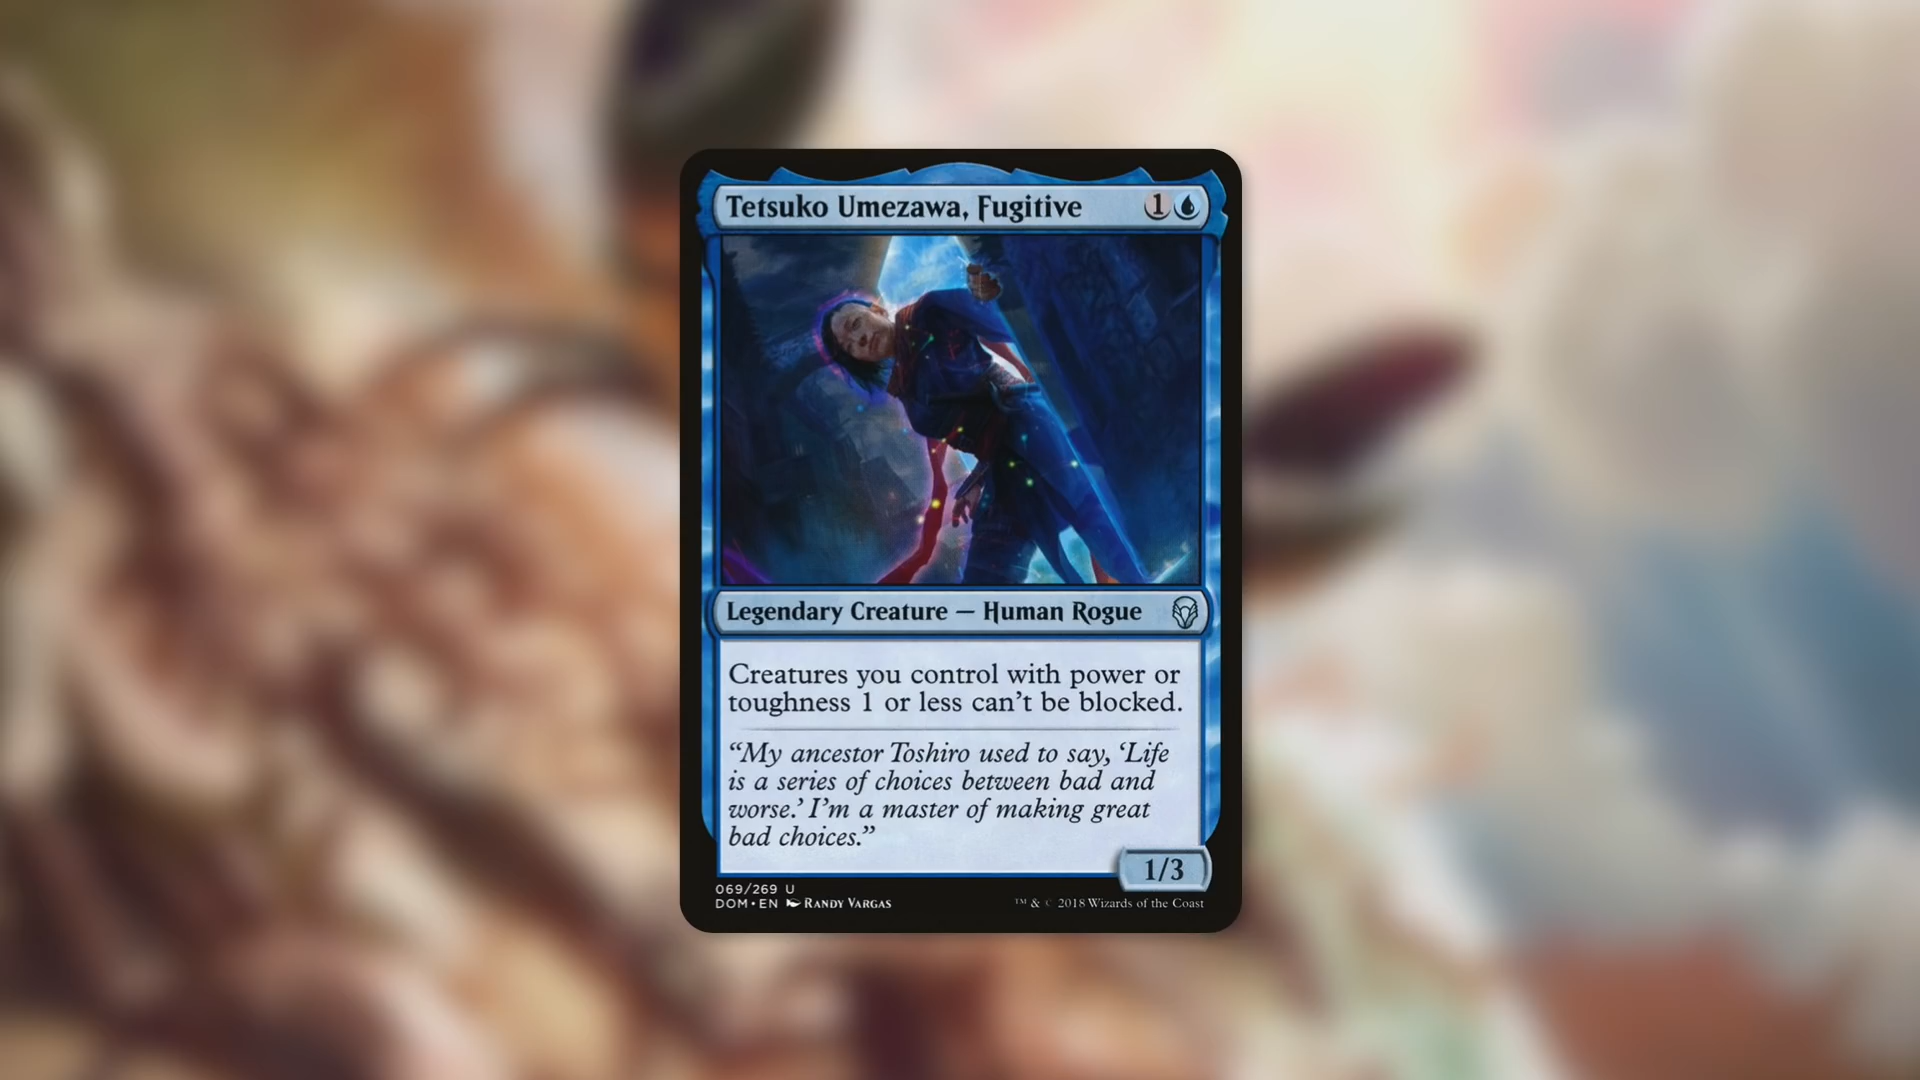 Tetsuko Umezawa, Fugitive 1
Legendary Creature — Human Rogue
Creatures you control with power or
toughness 1 or less can’t be blocked.
“My ancestor Toshiro used to say, ‘Life
is a series of choices between bad and
worse.’ I’m a master of making great
bad choices.”
1/3
069/269 U
DOM • EN RANDY VARGAS
™ & © 2018 Wizards of the Coast